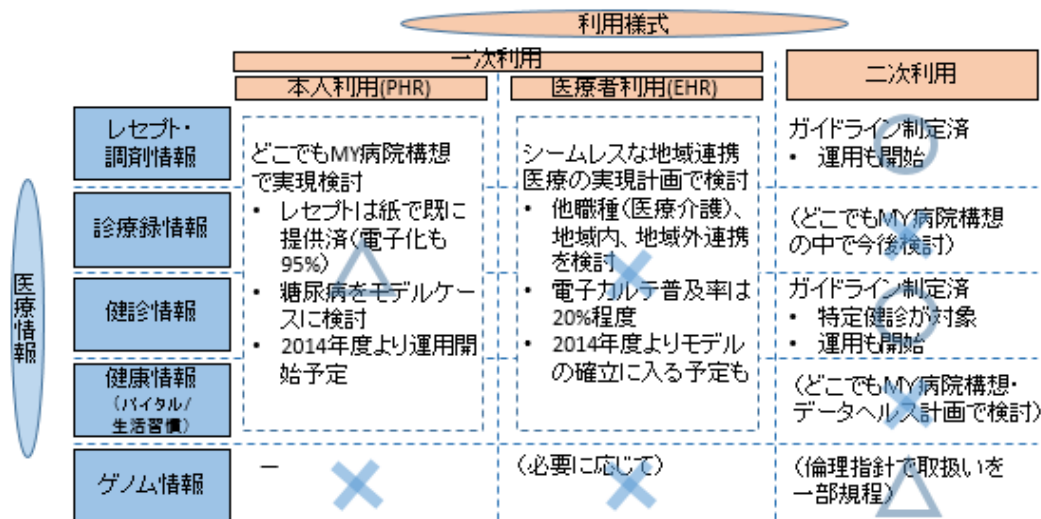 利用様式
一次利用
二次利用
本人利用(PHR)
医療者利用(EHR)
医療情報
レセプト・
調剤情報
診療録情報
健診情報
健康情報
(バイタル/
生活習慣)
ゲノム情報
どこでもMY病院構想
で実現検討
• レセプトは紙で既に
提供済(電子化も
95%)
• 糖尿病をモデルケー
スに検討
• 2014年度より運用開
始予定
シームレスな地域連携
医療の実現計画で検討
• 他職種(医療介護)、
地域内、地域外連携
を検討
• 電子カルテ普及率は
20%程度
• 2014年度よりモデル
の確立に入る予定も
ガイドライン制定済
• 運用も開始
(どこでもMY病院構想
の中で今後検討)
ガイドライン制定済
• 特定健診が対象
• 運用も開始
(どこでもMY病院構想・
データヘルス計画で検討)
―
(必要に応じて)
(倫理指針で取扱いを
一部規程)